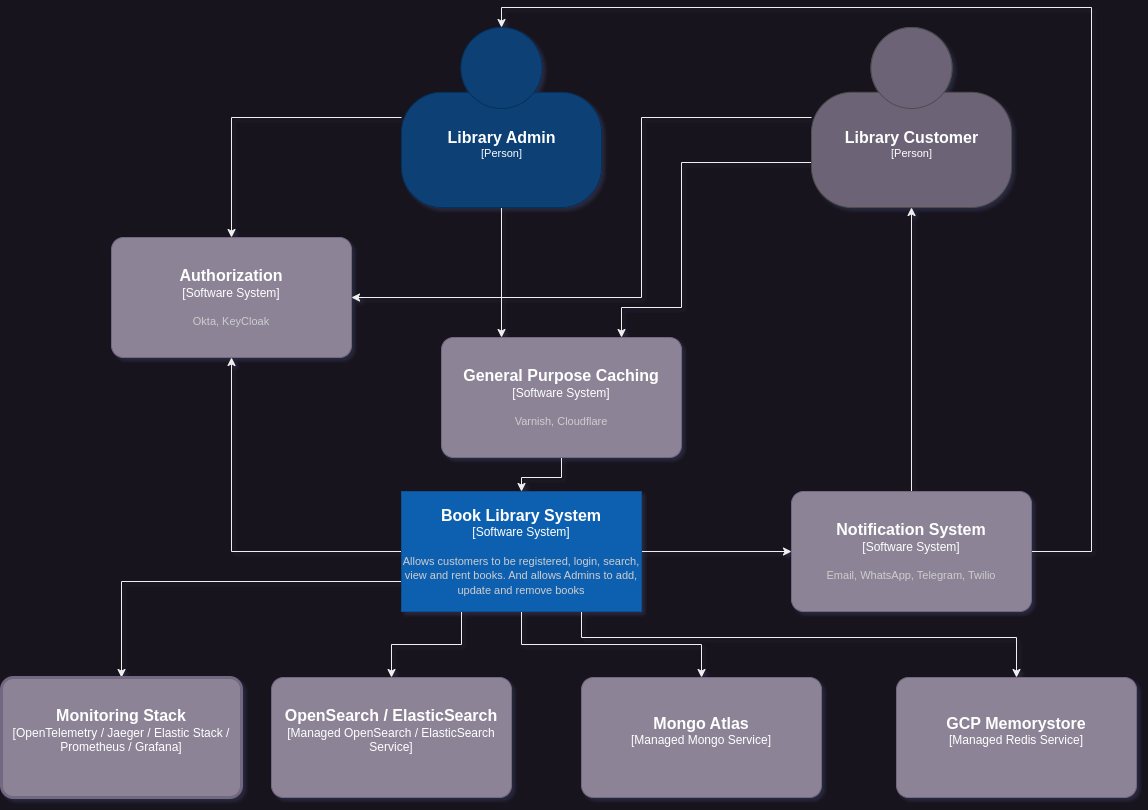 Library Admin
[Person]
Library Customer
[Person]
Authorization
[Software System]
Okta, KeyCloak
General Purpose Caching
[Software System]
Varnish, Cloudflare
Book Library System
[Software System]
Allows customers to be registered, login, search,
view and rent books. And allows Admins to add,
update and remove books
Notification System
[Software System]
Email, WhatsApp, Telegram, Twilio
Monitoring Stack
[OpenTelemetry / Jaeger / Elastic Stack /
Prometheus / Grafana]
OpenSearch / ElasticSearch
[Managed OpenSearch / ElasticSearch
Service]
Mongo Atlas
[Managed Mongo Service]
GCP Memorystore
[Managed Redis Service]